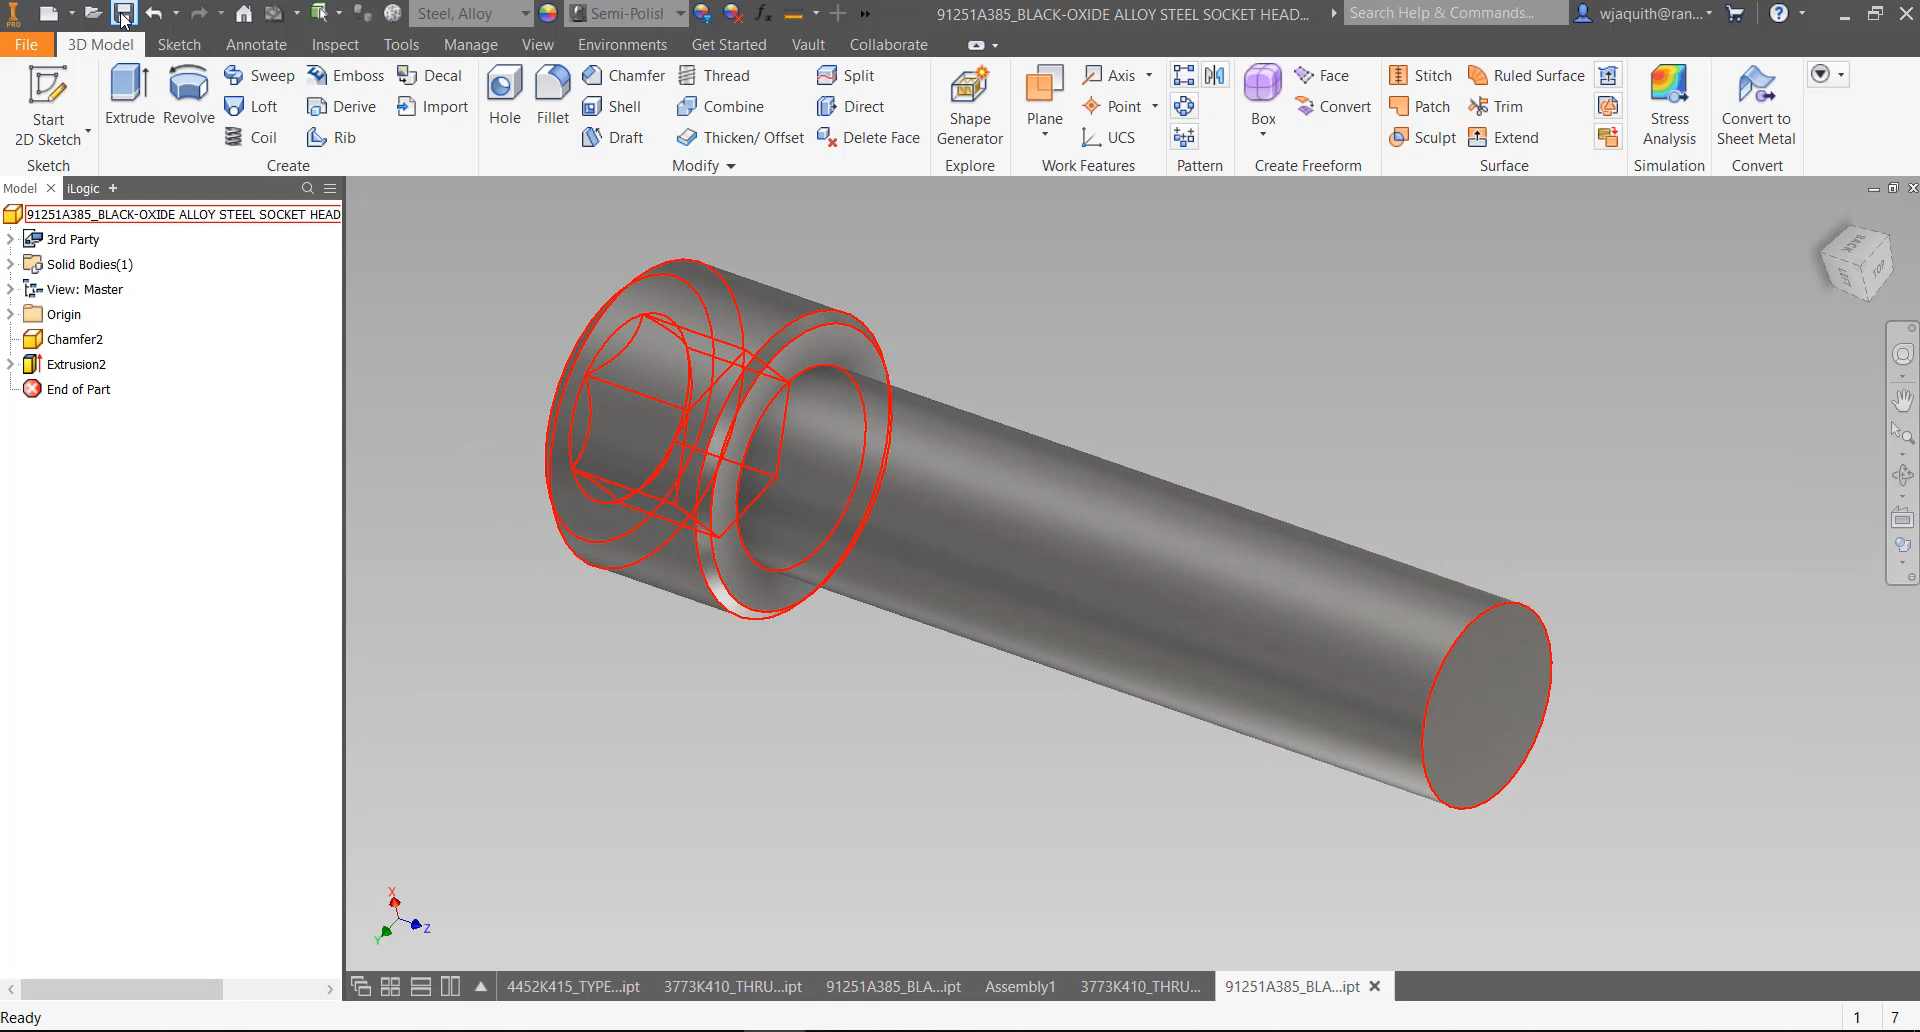 PRO
Steel, Alloy
Semi-Polisl
91251A385_BLACK-OXIDE ALLOY STEEL SOCKET HEAD...
Search Help & Commands...
wjaquith@ran...
File
3D Model
Sketch
Annotate
Inspect
Tools
Manage
View
Environments
Get Started
Vault
Collaborate
Start
2D Sketch
Sketch
Extrude
Revolve
Sweep
Loft
Coil
Emboss
Derive
Rib
Decal
Import
Create
Hole
Fillet
Chamfer
Shell
Draft
Thread
Combine
Thicken/ Offset
Split
Direct
Delete Face
Modify
Shape
Generator
Explore
Plane
Axis
Point
UCS
Work Features
Pattern
Box
Face
Convert
Create Freeform
Stitch
Patch
Sculpt
Ruled Surface
Trim
Extend
Surface
Stress
Analysis
Simulation
Convert to
Sheet Metal
Convert
Model
iLogic
91251A385_BLACK-OXIDE ALLOY STEEL SOCKET HEAD
3rd Party
Solid Bodies(1)
View: Master
Origin
Chamfer2
Extrusion2
End of Part
BACK
LEFT
TOP
X
Y
Z
4452K415_TYPE...ipt
3773K410_THRU...ipt
91251A385_BLA...ipt
Assembly1
3773K410_THRU...
91251A385_BLA...ipt
Ready
1
7